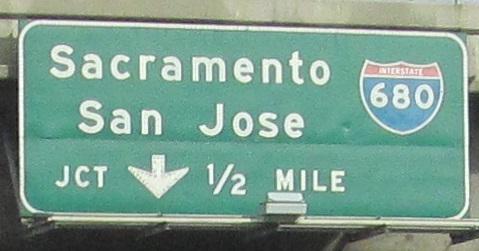 Sacramento
San Jose
INTERSTATE
680
JCT 1/2 MILE